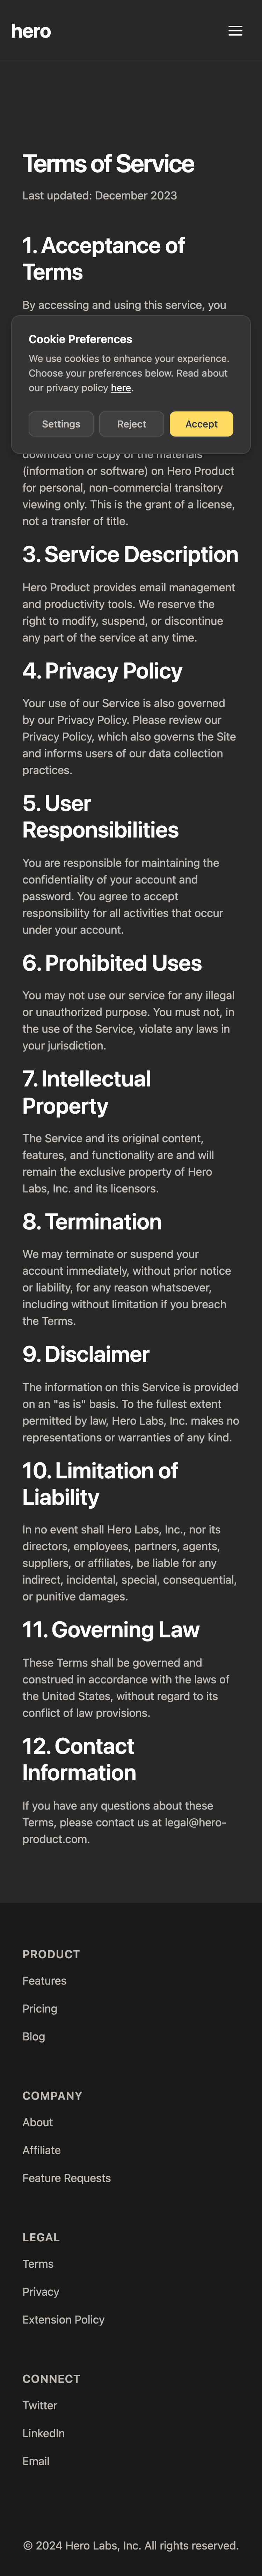 hero
Terms of Service
Last updated: December 2023
1. Acceptance of
Terms
By accessing and using this service, you
Cookie Preferences
We use cookies to enhance your experience.
Choose your preferences below. Read about
our privacy policy here.
Settings Reject Accept
download one copy of the materials
(information or software) on Hero Product
for personal, non-commercial transitory
viewing only. This is the grant of a license,
not a transfer of title.
3. Service Description
Hero Product provides email management
and productivity tools. We reserve the
right to modify, suspend, or discontinue
any part of the service at any time.
4. Privacy Policy
Your use of our Service is also governed
by our Privacy Policy. Please review our
Privacy Policy, which also governs the Site
and informs users of our data collection
practices.
5. User
Responsibilities
You are responsible for maintaining the
confidentiality of your account and
password. You agree to accept
responsibility for all activities that occur
under your account.
6. Prohibited Uses
You may not use our service for any illegal
or unauthorized purpose. You must not, in
the use of the Service, violate any laws in
your jurisdiction.
7. Intellectual
Property
The Service and its original content,
features, and functionality are and will
remain the exclusive property of Hero
Labs, Inc. and its licensors.
8. Termination
We may terminate or suspend your
account immediately, without prior notice
or liability, for any reason whatsoever,
including without limitation if you breach
the Terms.
9. Disclaimer
The information on this Service is provided
on an "as is" basis. To the fullest extent
permitted by law, Hero Labs, Inc. makes no
representations or warranties of any kind.
10. Limitation of
Liability
In no event shall Hero Labs, Inc., nor its
directors, employees, partners, agents,
suppliers, or affiliates, be liable for any
indirect, incidental, special, consequential,
or punitive damages.
11. Governing Law
These Terms shall be governed and
construed in accordance with the laws of
the United States, without regard to its
conflict of law provisions.
12. Contact
Information
If you have any questions about these
Terms, please contact us at legal@hero-
product.com.
PRODUCT
Features
Pricing
Blog
COMPANY
About
Affiliate
Feature Requests
LEGAL
Terms
Privacy
Extension Policy
CONNECT
Twitter
LinkedIn
Email
© 2024 Hero Labs, Inc. All rights reserved.